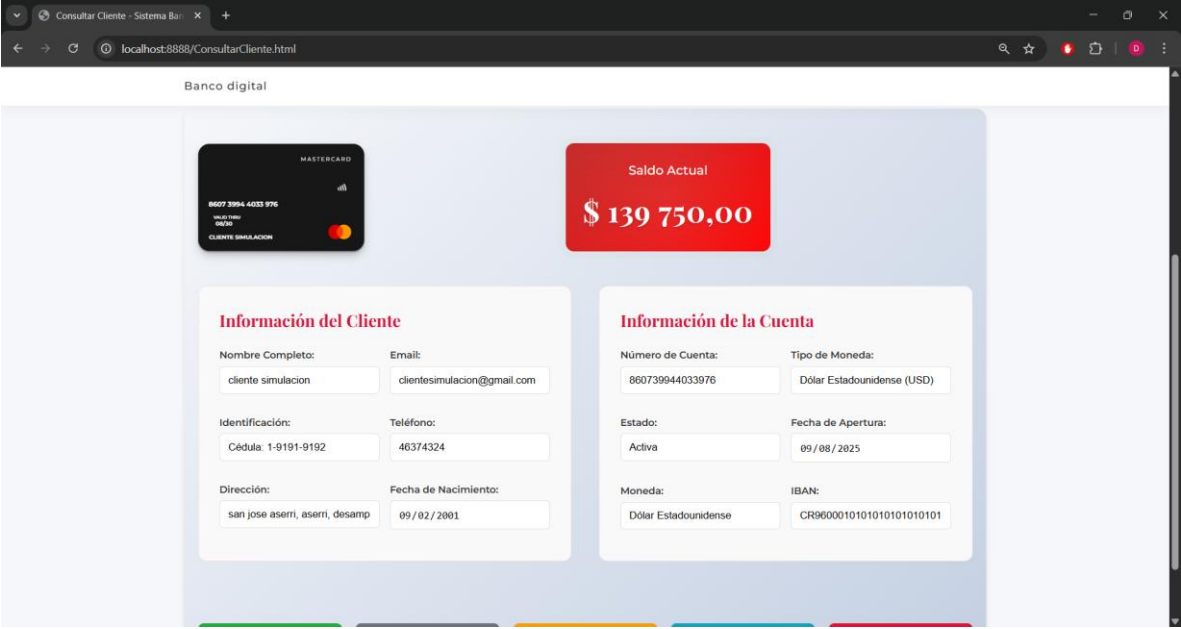 Consultar Cliente - Sistema Ban
localhost:8888/ConsultarCliente.html
D
Banco digital
MASTERCARD
8607 3994 4033 976
VALID THRU
08/30
CLIENTE SIMULACION
Saldo Actual
$ 139 750,00
Información del Cliente
Nombre Completo: Email:
cliente simulacion clientesimulacion@gmail.com
Identificación: Teléfono:
Cédula: 1-9191-9192 46374324
Dirección: Fecha de Nacimiento:
san jose aserri, aserri, desamp 09/02/2001
Información de la Cuenta
Número de Cuenta: Tipo de Moneda:
860739944033976 Dólar Estadounidense (USD)
Estado: Fecha de Apertura:
Activa 09/08/2025
Moneda: IBAN:
Dólar Estadounidense CR9600010101010101010101